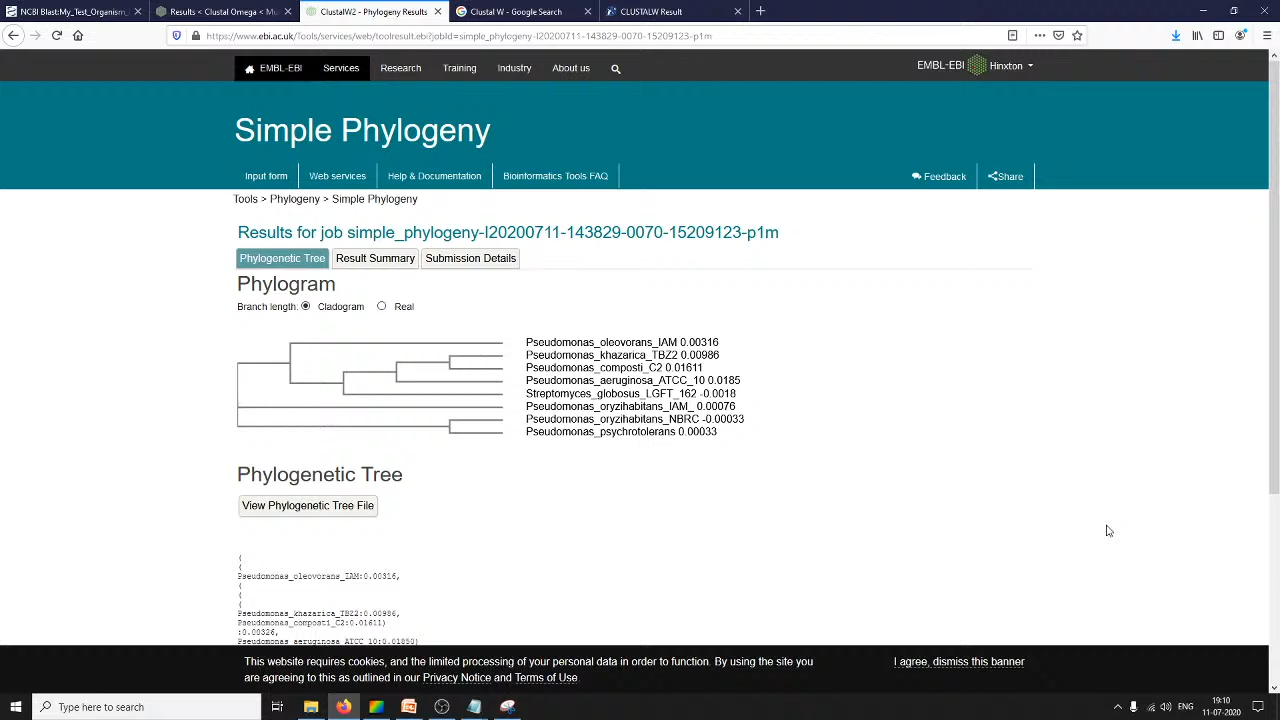 NCBI Blast:My_Test_Organism_
Results < Clustal Omega < Mu
ClustalW2 - Phylogeny Results
Clustal W - Google Search
CLUSTALW Result
https://www.ebi.ac.uk/Tools/services/web/toolresult.ebi?jobId=simple_phylogeny-I20200711-143829-0070-15209123-p1m
EMBL-EBI Services Research Training Industry About us
EMBL-EBI Hinxton
Simple Phylogeny
Input form Web services Help & Documentation Bioinformatics Tools FAQ Feedback Share
Tools > Phylogeny > Simple Phylogeny
Results for job simple_phylogeny-I20200711-143829-0070-15209123-p1m
Phylogenetic Tree Result Summary Submission Details
Phylogram
Branch length: Cladogram Real
Pseudomonas_oleovorans_IAM 0.00316
Pseudomonas_khazarica_TBZ2 0.00986
Pseudomonas_composti_C2 0.01611
Pseudomonas_aeruginosa_ATCC_10 0.0185
Streptomyces_globosus_LGFT_162 -0.0018
Pseudomonas_oryzihabitans_IAM_ 0.00076
Pseudomonas_oryzihabitans_NBRC -0.00033
Pseudomonas_psychrotolerans 0.00033
Phylogenetic Tree
View Phylogenetic Tree File
(
(
Pseudomonas_oleovorans_IAM:0.00316,
(
(
(
Pseudomonas_khazarica_TBZ2:0.00986,
Pseudomonas_composti_C2:0.01611)
:0.00326,
Pseudomonas_aeruginosa_ATCC_10:0.01850)
This website requires cookies, and the limited processing of your personal data in order to function. By using the site you
are agreeing to this as outlined in our Privacy Notice and Terms of Use.
I agree, dismiss this banner
Type here to search
ENG
19:10
11-07-2020